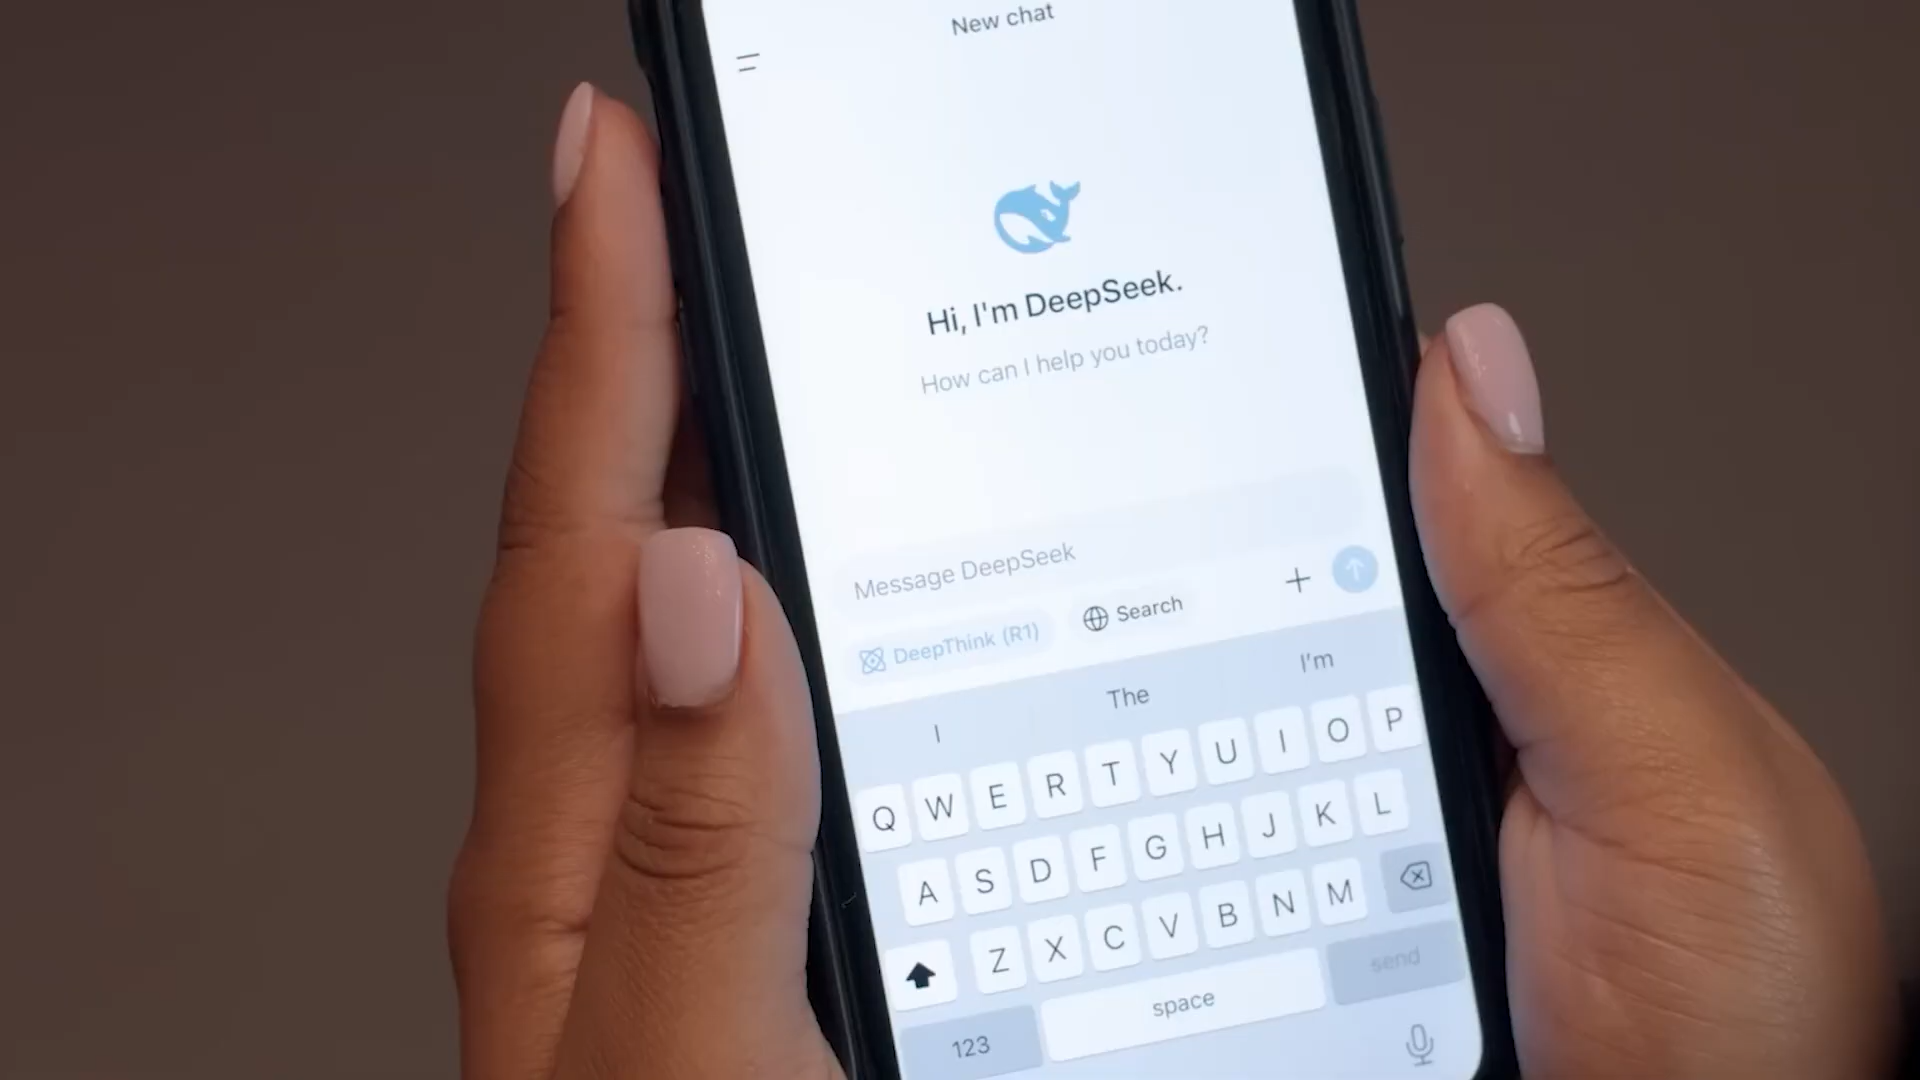 New chat
Hi, I'm DeepSeek.
How can I help you today?
Message DeepSeek
DeepThink (R1) Search
I The I'm
Q W E R T Y U I O P
A S D F G H J K L
Z X C V B N M
123 space send